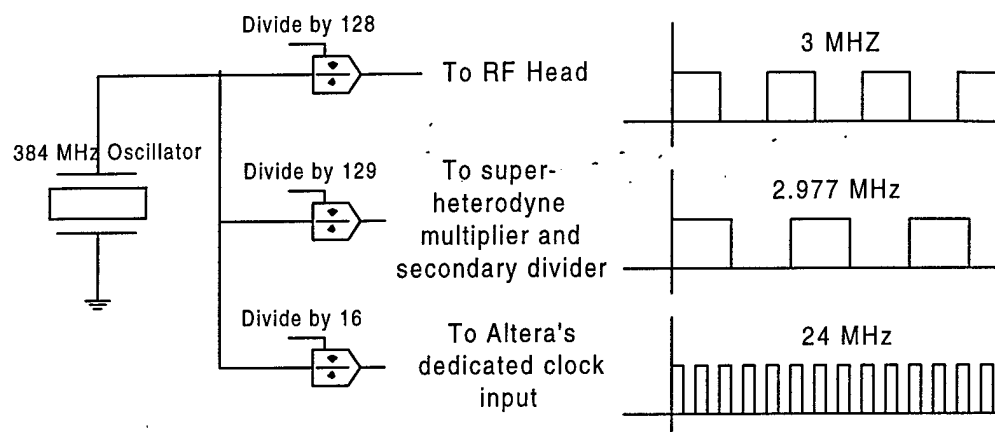 Divide by 128
To RF Head
3 MHZ
384 MHz Oscillator
Divide by 129
To super-
heterodyne
multiplier and
secondary divider
2.977 MHz
Divide by 16
To Altera's
dedicated clock
input
24 MHz